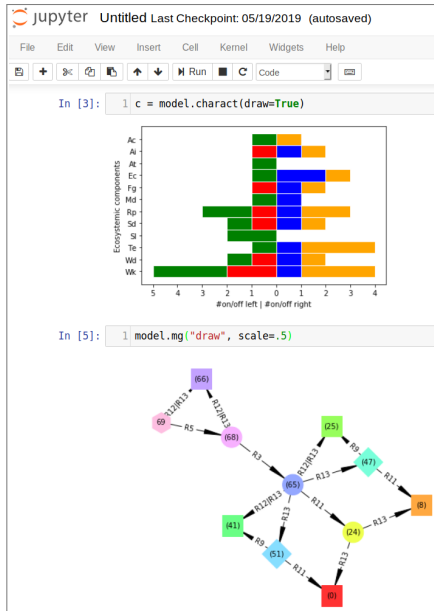 jupyter Untitled Last Checkpoint: 05/19/2019 (autosaved)
File Edit View Insert Cell Kernel Widgets Help
Run Code
In [3]: 1 c = model.charact(draw=True)
Ac
Ai
At
Ec
Fg
Md
Rp
Sd
Sl
Te
Wd
Wk
Ecosystemic components
5 4 3 2 1 0 1 2 3 4
#on/off left | #on/off right
In [5]: 1 model.mg("draw", scale=.5)
(66)
R12|R13
R12|R13
69
R5
(68)
(25)
R3
R12|R13
R9
(47)
R13
(65)
R11
R12|R13
R11
(8)
(41)
R13
R13
(24)
R9
(51)
R13
R11
(0)